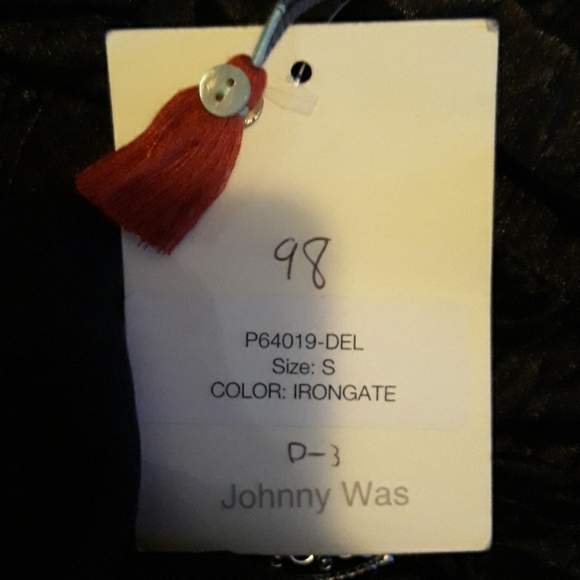 98
P64019-DEL
Size: S
COLOR: IRONGATE
D-3
Johnny Was